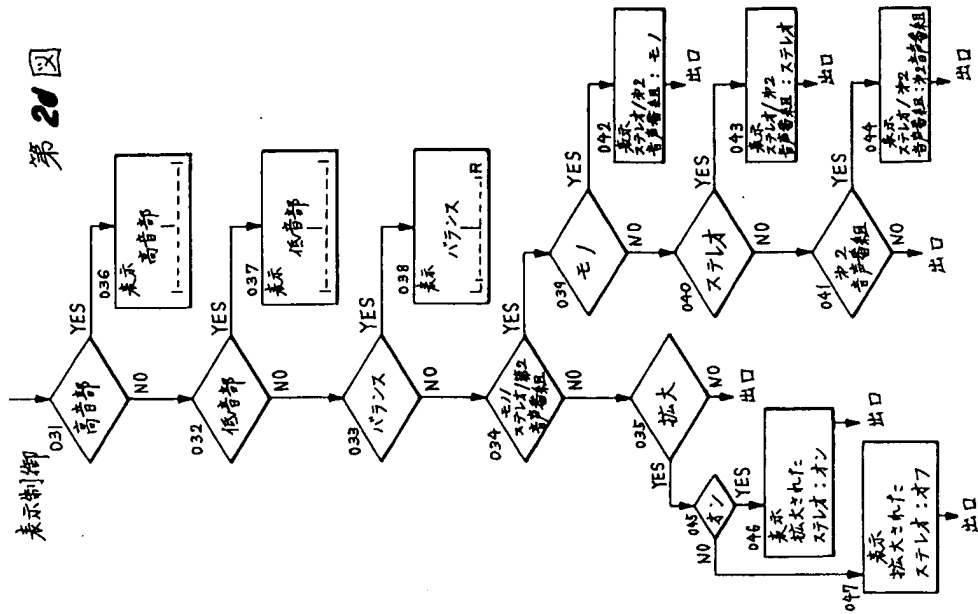 第2d図
表示制御
031
高音部
YES
NO
036
表示
高音部
032
低音部
YES
NO
037
表示
低音部
033
バランス
YES
NO
038
表示
バランス
L
R
034
モノ/
ステレオ/第2
音声番組
YES
NO
039
モノ
YES
NO
042
表示
ステレオ/第2
音声番組:モノ
出口
040
ステレオ
YES
NO
043
表示
ステレオ/第2
音声番組:ステレオ
出口
041
第2
音声番組
YES
NO
出口
044
表示
ステレオ/第2
音声番組:第2音声番組
出口
035
拡大
YES
NO
出口
045
オン
YES
NO
046
表示
拡大された
ステレオ:オン
出口
047
表示
拡大された
ステレオ:オフ
出口